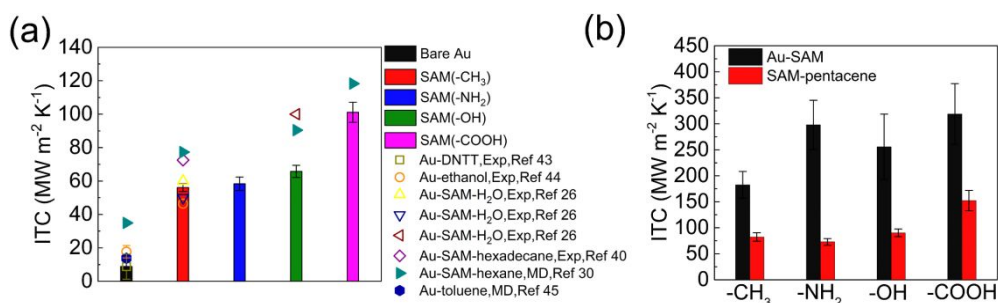 (a)
ITC (MW m⁻² K⁻¹)
140
120
100
80
60
40
20
0
Bare Au
SAM(-CH₃)
SAM(-NH₂)
SAM(-OH)
SAM(-COOH)
Au-DNTT,Exp,Ref 43
Au-ethanol,Exp,Ref 44
Au-SAM-H₂O,Exp,Ref 26
Au-SAM-H₂O,Exp,Ref 26
Au-SAM-H₂O,Exp,Ref 26
Au-SAM-hexadecane,Exp,Ref 40
Au-SAM-hexane,MD,Ref 30
Au-toluene,MD,Ref 45
(b)
ITC (MW m⁻² K⁻¹)
450
400
350
300
250
200
150
100
50
0
Au-SAM
SAM-pentacene
-CH₃ -NH₂ -OH -COOH